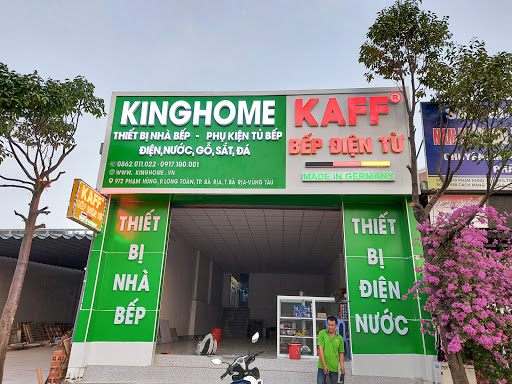 KINGHOME
THIẾT BỊ NHÀ BẾP - PHỤ KIỆN TỦ BẾP
ĐIỆN,NƯỚC,GỖ,SẮT,ĐÁ
0862.011.022 - 0917.100.001
WWW. KINGHOME.VN
972 PHẠM HÙNG, P.LONG TOÀN,TP. BÀ RỊA,T.BÀ RỊA-VŨNG TÀU
KAFF®
BẾP ĐIỆN TỪ
MADE IN GERMANY
KAFF
THIẾT
BỊ
NHÀ
BẾP
THIẾT
BỊ
ĐIỆN
NƯỚC
NAM